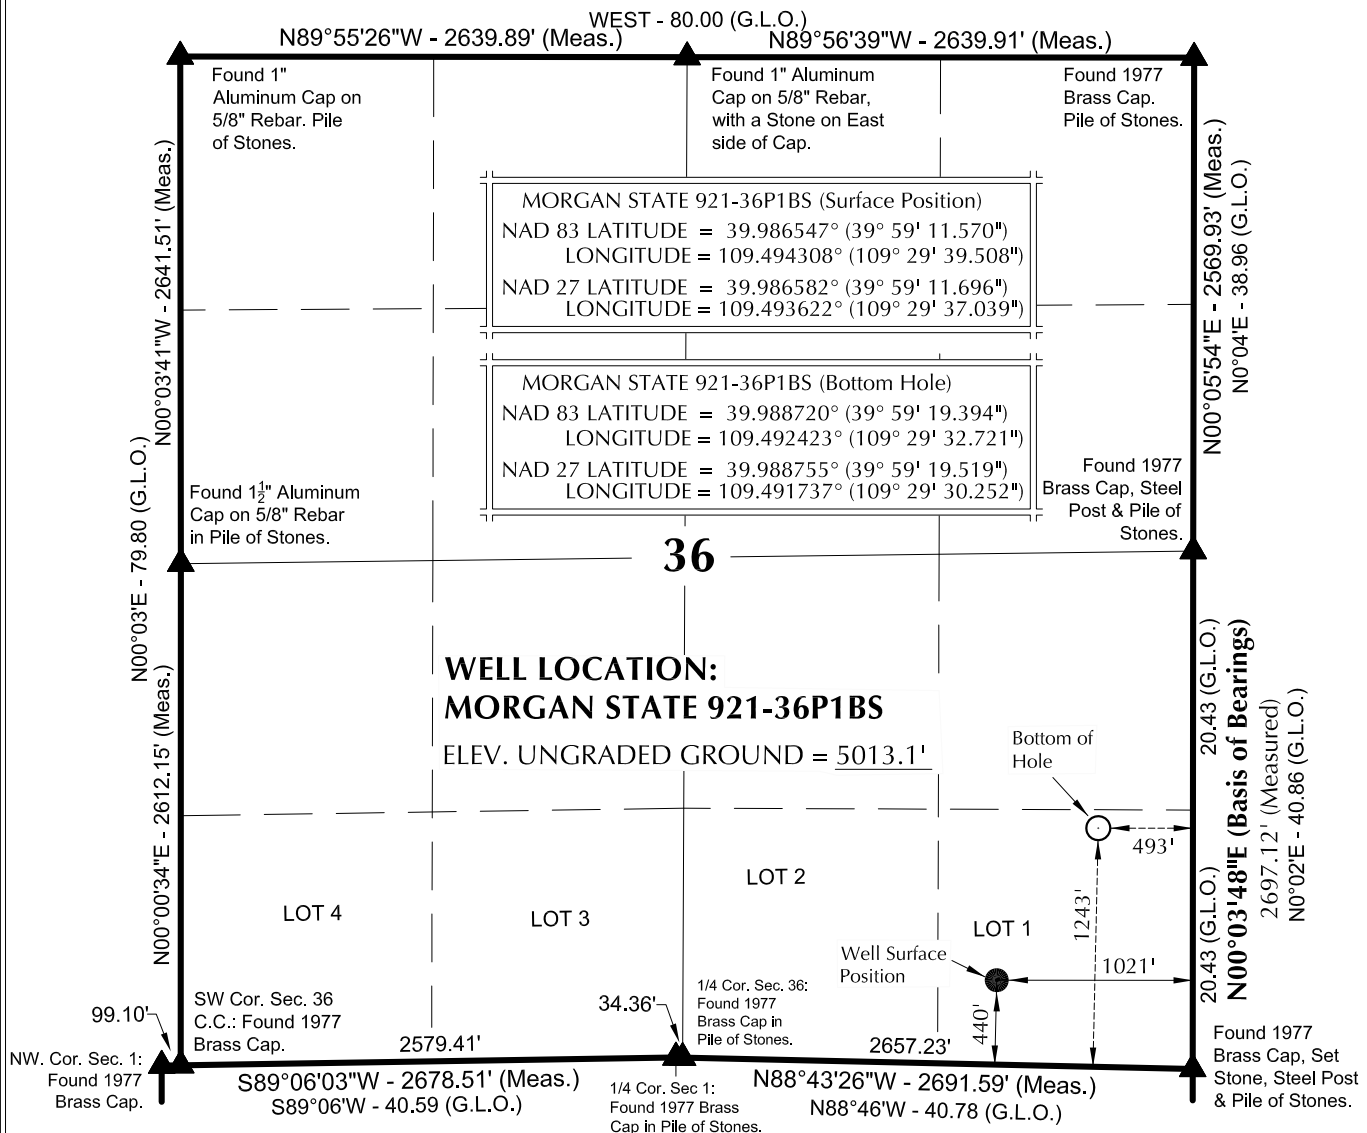 WEST - 80.00 (G.L.O.)
N89°55'26"W - 2639.89' (Meas.)
N89°56'39"W - 2639.91' (Meas.)
Found 1"
Aluminum Cap on
5/8" Rebar. Pile
of Stones.
Found 1" Aluminum
Cap on 5/8" Rebar,
with a Stone on East
side of Cap.
Found 1977
Brass Cap.
Pile of Stones.
N00°03'41"W - 2641.51' (Meas.)
N00°05'54"E - 2569.93' (Meas.)
N0°04'E - 38.96 (G.L.O.)
MORGAN STATE 921-36P1BS (Surface Position)
NAD 83 LATITUDE = 39.986547° (39° 59' 11.570")
LONGITUDE = 109.494308° (109° 29' 39.508")
NAD 27 LATITUDE = 39.986582° (39° 59' 11.696")
LONGITUDE = 109.493622° (109° 29' 37.039")
MORGAN STATE 921-36P1BS (Bottom Hole)
NAD 83 LATITUDE = 39.988720° (39° 59' 19.394")
LONGITUDE = 109.492423° (109° 29' 32.721")
NAD 27 LATITUDE = 39.988755° (39° 59' 19.519")
LONGITUDE = 109.491737° (109° 29' 30.252")
N00°03'E - 79.80 (G.L.O.)
Found 1½" Aluminum
Cap on 5/8" Rebar
in Pile of Stones.
Found 1977
Brass Cap, Steel
Post & Pile of
Stones.
36
WELL LOCATION:
MORGAN STATE 921-36P1BS
ELEV. UNGRADED GROUND = 5013.1'
N00°00'34"E - 2612.15' (Meas.)
20.43 (G.L.O.)
20.43 (G.L.O.)
N00°03'48"E (Basis of Bearings)
2697.12' (Measured)
N0°02'E - 40.86 (G.L.O.)
Bottom of
Hole
493'
1243'
LOT 4
LOT 3
LOT 2
LOT 1
Well Surface
Position
1021'
440'
99.10'
SW Cor. Sec. 36
C.C.: Found 1977
Brass Cap.
34.36'
1/4 Cor. Sec. 36:
Found 1977
Brass Cap in
Pile of Stones.
2579.41'
2657.23'
NW. Cor. Sec. 1:
Found 1977
Brass Cap.
S89°06'03"W - 2678.51' (Meas.)
S89°06'W - 40.59 (G.L.O.)
1/4 Cor. Sec 1:
Found 1977 Brass
Cap in Pile of Stones.
N88°43'26"W - 2691.59' (Meas.)
N88°46'W - 40.78 (G.L.O.)
Found 1977
Brass Cap, Set
Stone, Steel Post
& Pile of Stones.